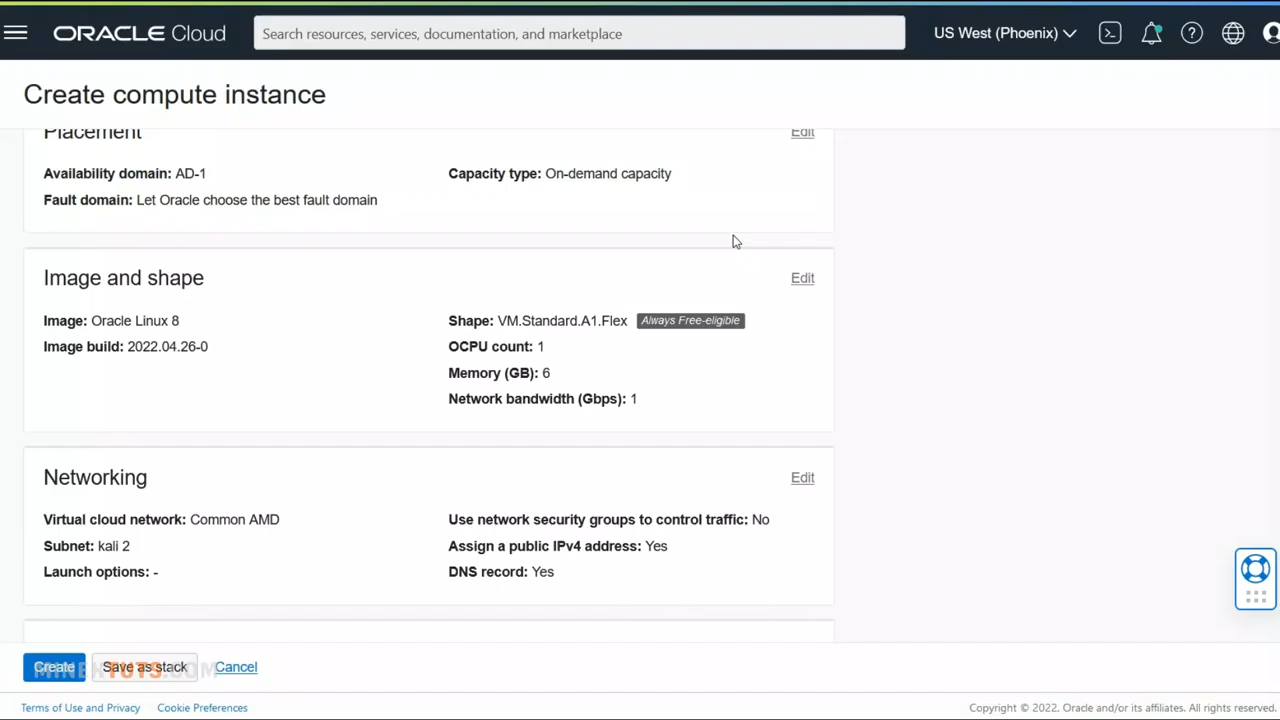 ORACLE Cloud
Search resources, services, documentation, and marketplace
US West (Phoenix)
Create compute instance
Placement
Edit
Availability domain: AD-1
Capacity type: On-demand capacity
Fault domain: Let Oracle choose the best fault domain
Image and shape
Edit
Image: Oracle Linux 8
Shape: VM.Standard.A1.Flex Always Free-eligible
Image build: 2022.04.26-0
OCPU count: 1
Memory (GB): 6
Network bandwidth (Gbps): 1
Networking
Edit
Virtual cloud network: Common AMD
Use network security groups to control traffic: No
Subnet: kali 2
Assign a public IPv4 address: Yes
Launch options: -
DNS record: Yes
Create
Save as stack
Cancel
Terms of Use and Privacy
Cookie Preferences
Copyright © 2022, Oracle and/or its affiliates. All rights reserved.